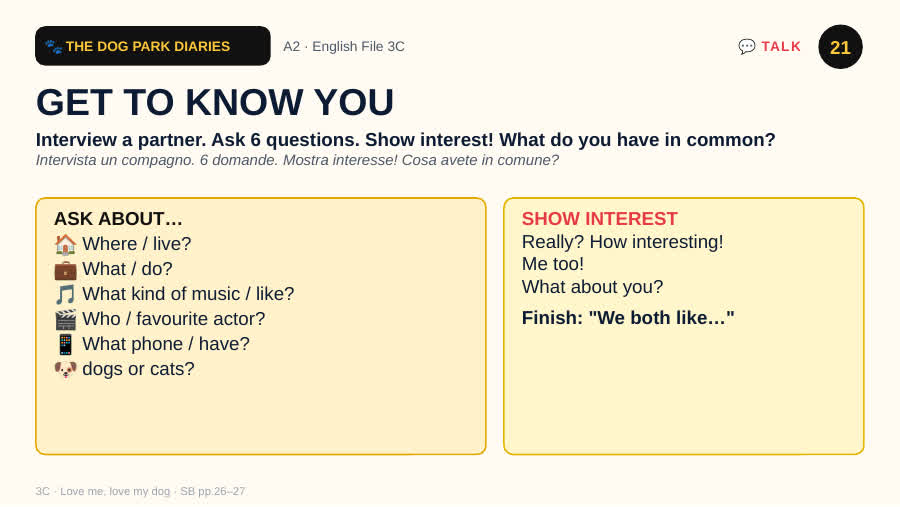 🐾 THE DOG PARK DIARIES
A2 · English File 3C
💬 TALK
21
GET TO KNOW YOU
Interview a partner. Ask 6 questions. Show interest! What do you have in common?
Intervista un compagno. 6 domande. Mostra interesse! Cosa avete in comune?
ASK ABOUT…
🏠 Where / live?
💼 What / do?
🎵 What kind of music / like?
🎬 Who / favourite actor?
📱 What phone / have?
🐶 dogs or cats?
SHOW INTEREST
Really? How interesting!
Me too!
What about you?
Finish: "We both like…"
3C · Love me, love my dog · SB pp.26–27